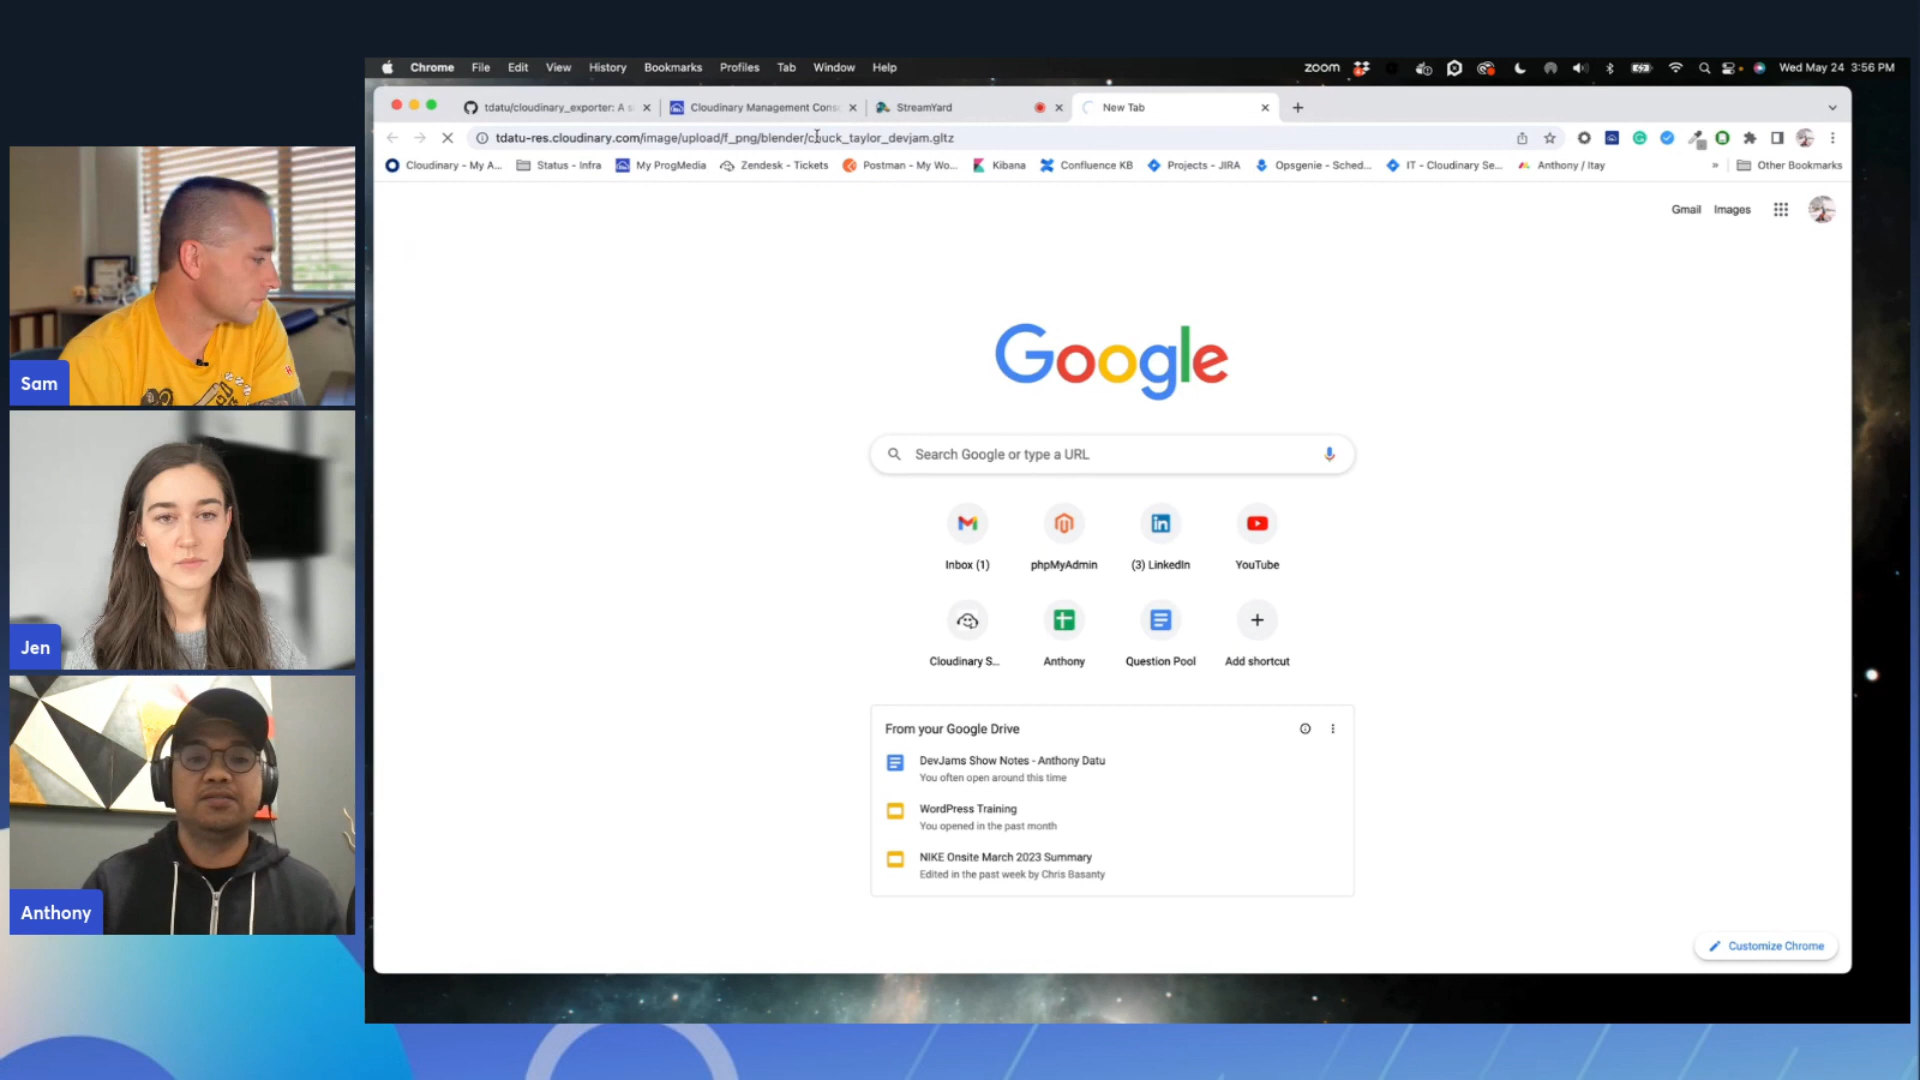 Chrome File Edit View History Bookmarks Profiles Tab Window Help
zoom Wed May 24 3:56 PM
tdatu/cloudinary_exporter: A s
Cloudinary Management Cons
StreamYard
New Tab
tdatu-res.cloudinary.com/image/upload/f_png/blender/chuck_taylor_devjam.gltz
Cloudinary - My A... Status - Infra My ProgMedia Zendesk - Tickets Postman - My Wo... Kibana Confluence KB Projects - JIRA Opsgenie - Sched... IT - Cloudinary Se... Anthony / Itay » Other Bookmarks
Gmail Images
Google
Search Google or type a URL
Inbox (1) phpMyAdmin (3) LinkedIn YouTube
Cloudinary S... Anthony Question Pool Add shortcut
From your Google Drive
DevJams Show Notes - Anthony Datu
You often open around this time
WordPress Training
You opened in the past month
NIKE Onsite March 2023 Summary
Edited in the past week by Chris Basanty
Customize Chrome
Sam
Jen
Anthony